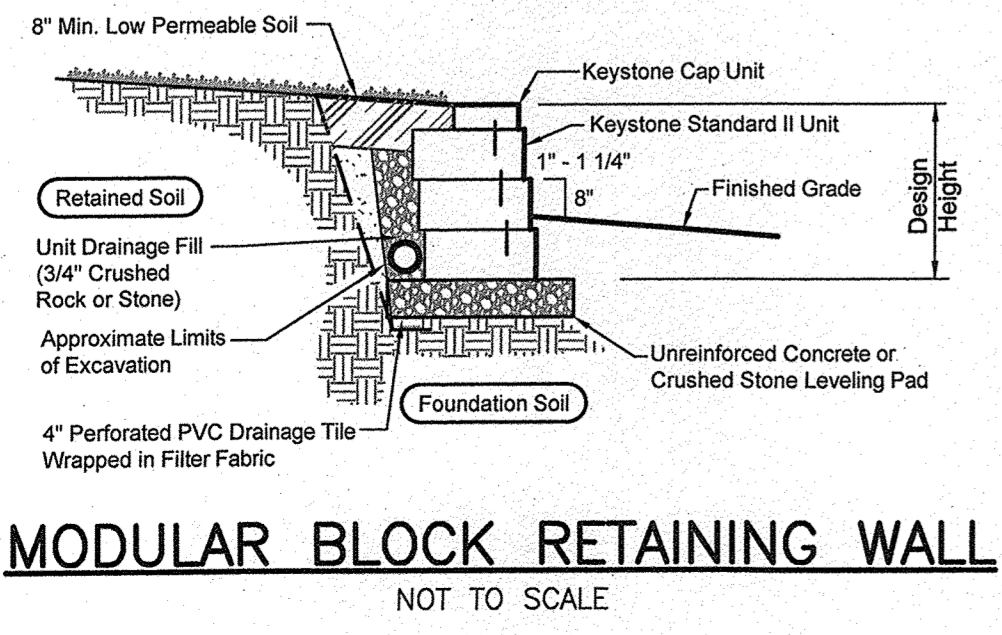 8" Min. Low Permeable Soil
Keystone Cap Unit
Keystone Standard II Unit
1" - 1 1/4"
8"
Finished Grade
Design
Height
Retained Soil
Unit Drainage Fill
(3/4" Crushed
Rock or Stone)
Approximate Limits
of Excavation
Unreinforced Concrete or
Crushed Stone Leveling Pad
Foundation Soil
4" Perforated PVC Drainage Tile
Wrapped in Filter Fabric
MODULAR BLOCK RETAINING WALL
NOT TO SCALE